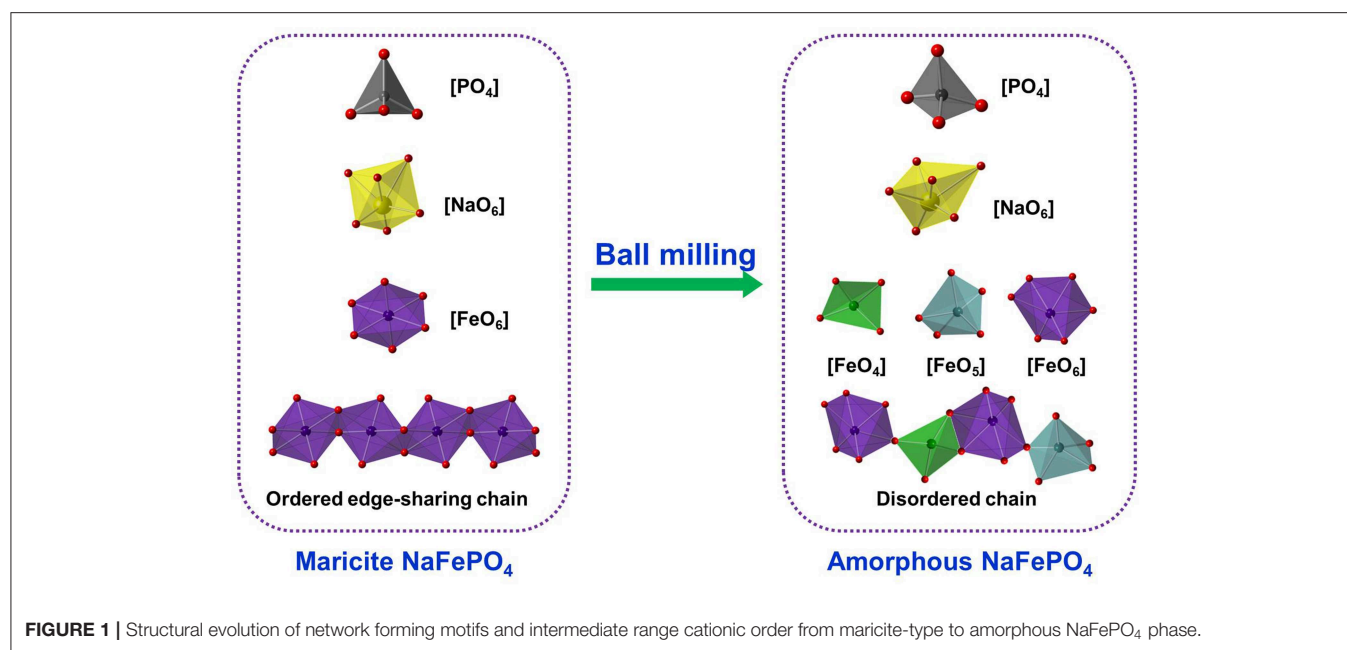 [PO₄]
[NaO₆]
[FeO₆]
Ordered edge-sharing chain
Maricite NaFePO₄
Ball milling
[PO₄]
[NaO₆]
[FeO₄] [FeO₅] [FeO₆]
Disordered chain
Amorphous NaFePO₄
FIGURE 1 | Structural evolution of network forming motifs and intermediate range cationic order from maricite-type to amorphous NaFePO₄ phase.